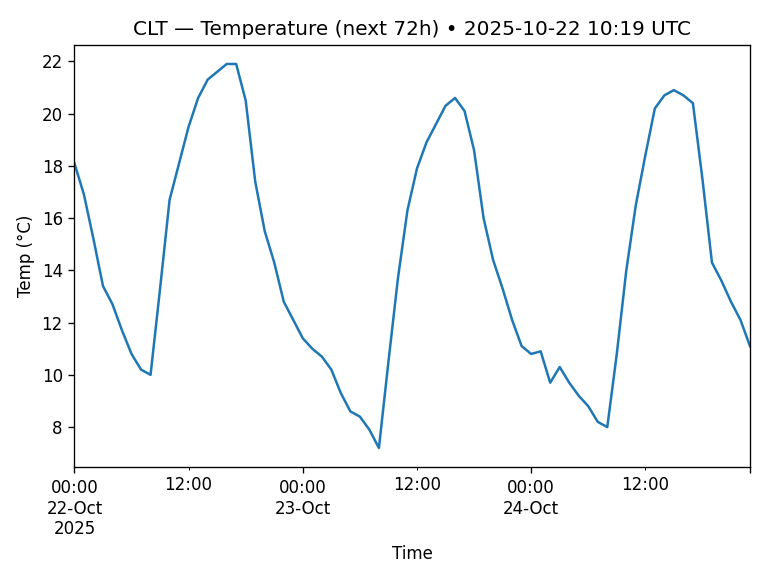 CLT — Temperature (next 72h) • 2025-10-22 10:19 UTC
Temp (°C)
22
20
18
16
14
12
10
8
00:00 12:00 00:00 12:00 00:00 12:00
22-Oct 23-Oct 24-Oct
2025
Time